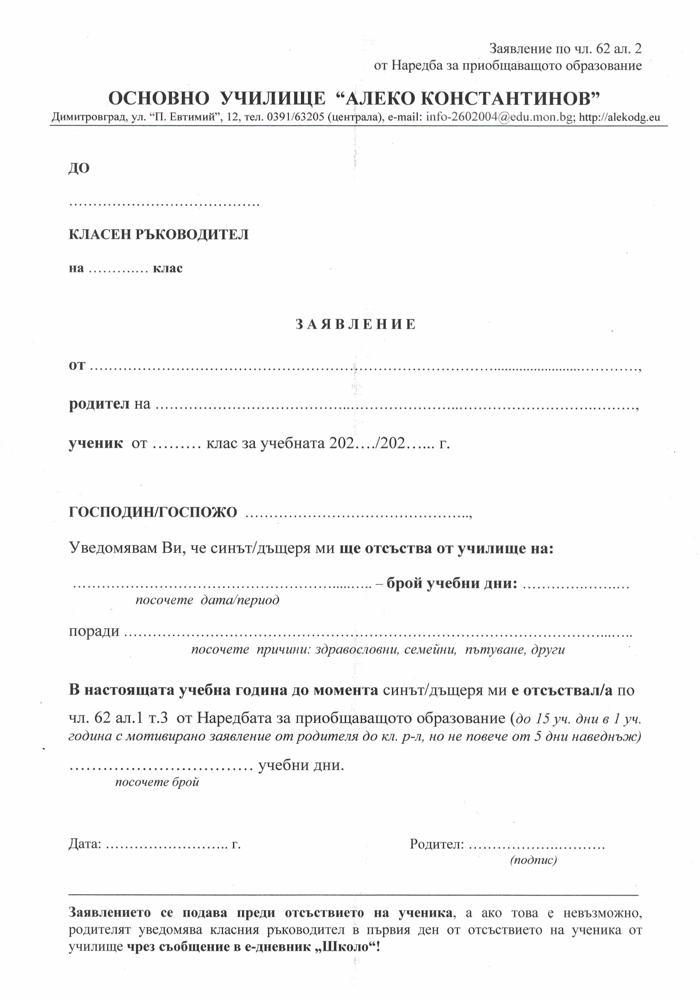 Заявление по чл. 62 ал. 2
от Наредба за приобщаващото образование
ОСНОВНО УЧИЛИЩЕ “АЛЕКО КОНСТАНТИНОВ”
Димитровград, ул. “П. Евтимий”, 12, тел. 0391/63205 (централа), e-mail: info-2602004@edu.mon.bg; http://alekodg.eu
ДО
………………………………….
КЛАСЕН РЪКОВОДИТЕЛ
на …………. клас
З А Я В Л Е Н И Е
от ……………………………………………………………………………………………………,
родител на ………………………………………………………………………………………,
ученик от ……… клас за учебната 202…./202…... г.
ГОСПОДИН/ГОСПОЖО ………………………………………..,
Уведомявам Ви, че синът/дъщеря ми ще отсъства от училище на:
……………………………………………………….. – брой учебни дни: ………………….
посочете дата/период
поради ……………………………………………………………………………………………
посочете причини: здравословни, семейни, пътуване, други
В настоящата учебна година до момента синът/дъщеря ми е отсъствал/а по
чл. 62 ал.1 т.3 от Наредбата за приобщаващото образование (до 15 уч. дни в 1 уч.
година с мотивирано заявление от родителя до кл. р-л, но не повече от 5 дни наведнъж)
…………………………… учебни дни.
посочете брой
Дата: …………………….. г. Родител: ………………………..
(подпис)
Заявлението се подава преди отсъствието на ученика, а ако това е невъзможно,
родителят уведомява класния ръководител в първия ден от отсъствието на ученика от
училище чрез съобщение в е-дневник „Школо“!